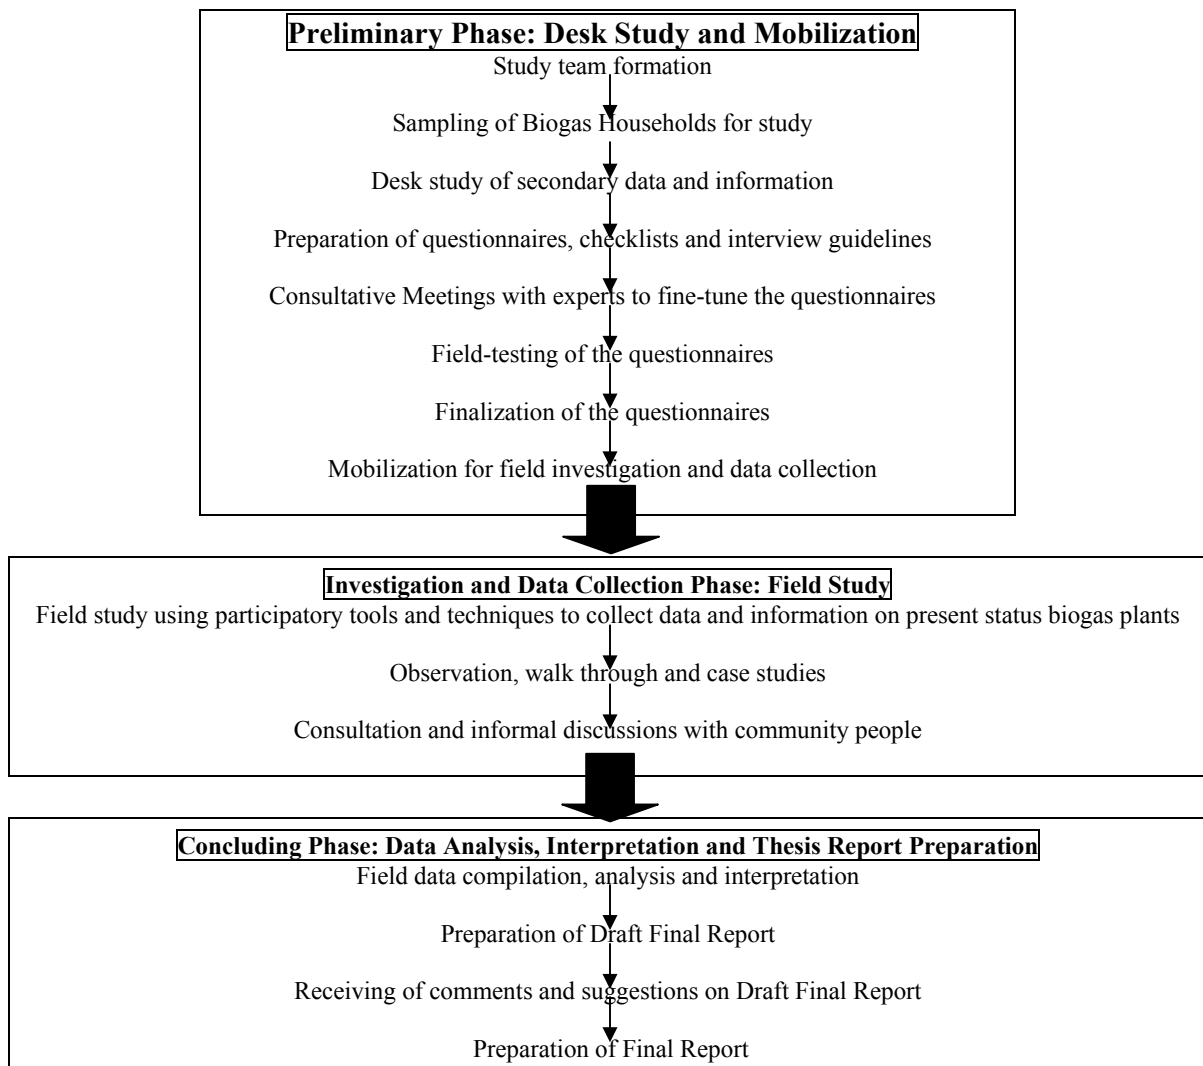 Preliminary Phase: Desk Study and Mobilization
Study team formation
Sampling of Biogas Households for study
Desk study of secondary data and information
Preparation of questionnaires, checklists and interview guidelines
Consultative Meetings with experts to fine-tune the questionnaires
Field-testing of the questionnaires
Finalization of the questionnaires
Mobilization for field investigation and data collection
Investigation and Data Collection Phase: Field Study
Field study using participatory tools and techniques to collect data and information on present status biogas plants
Observation, walk through and case studies
Consultation and informal discussions with community people
Concluding Phase: Data Analysis, Interpretation and Thesis Report Preparation
Field data compilation, analysis and interpretation
Preparation of Draft Final Report
Receiving of comments and suggestions on Draft Final Report
Preparation of Final Report